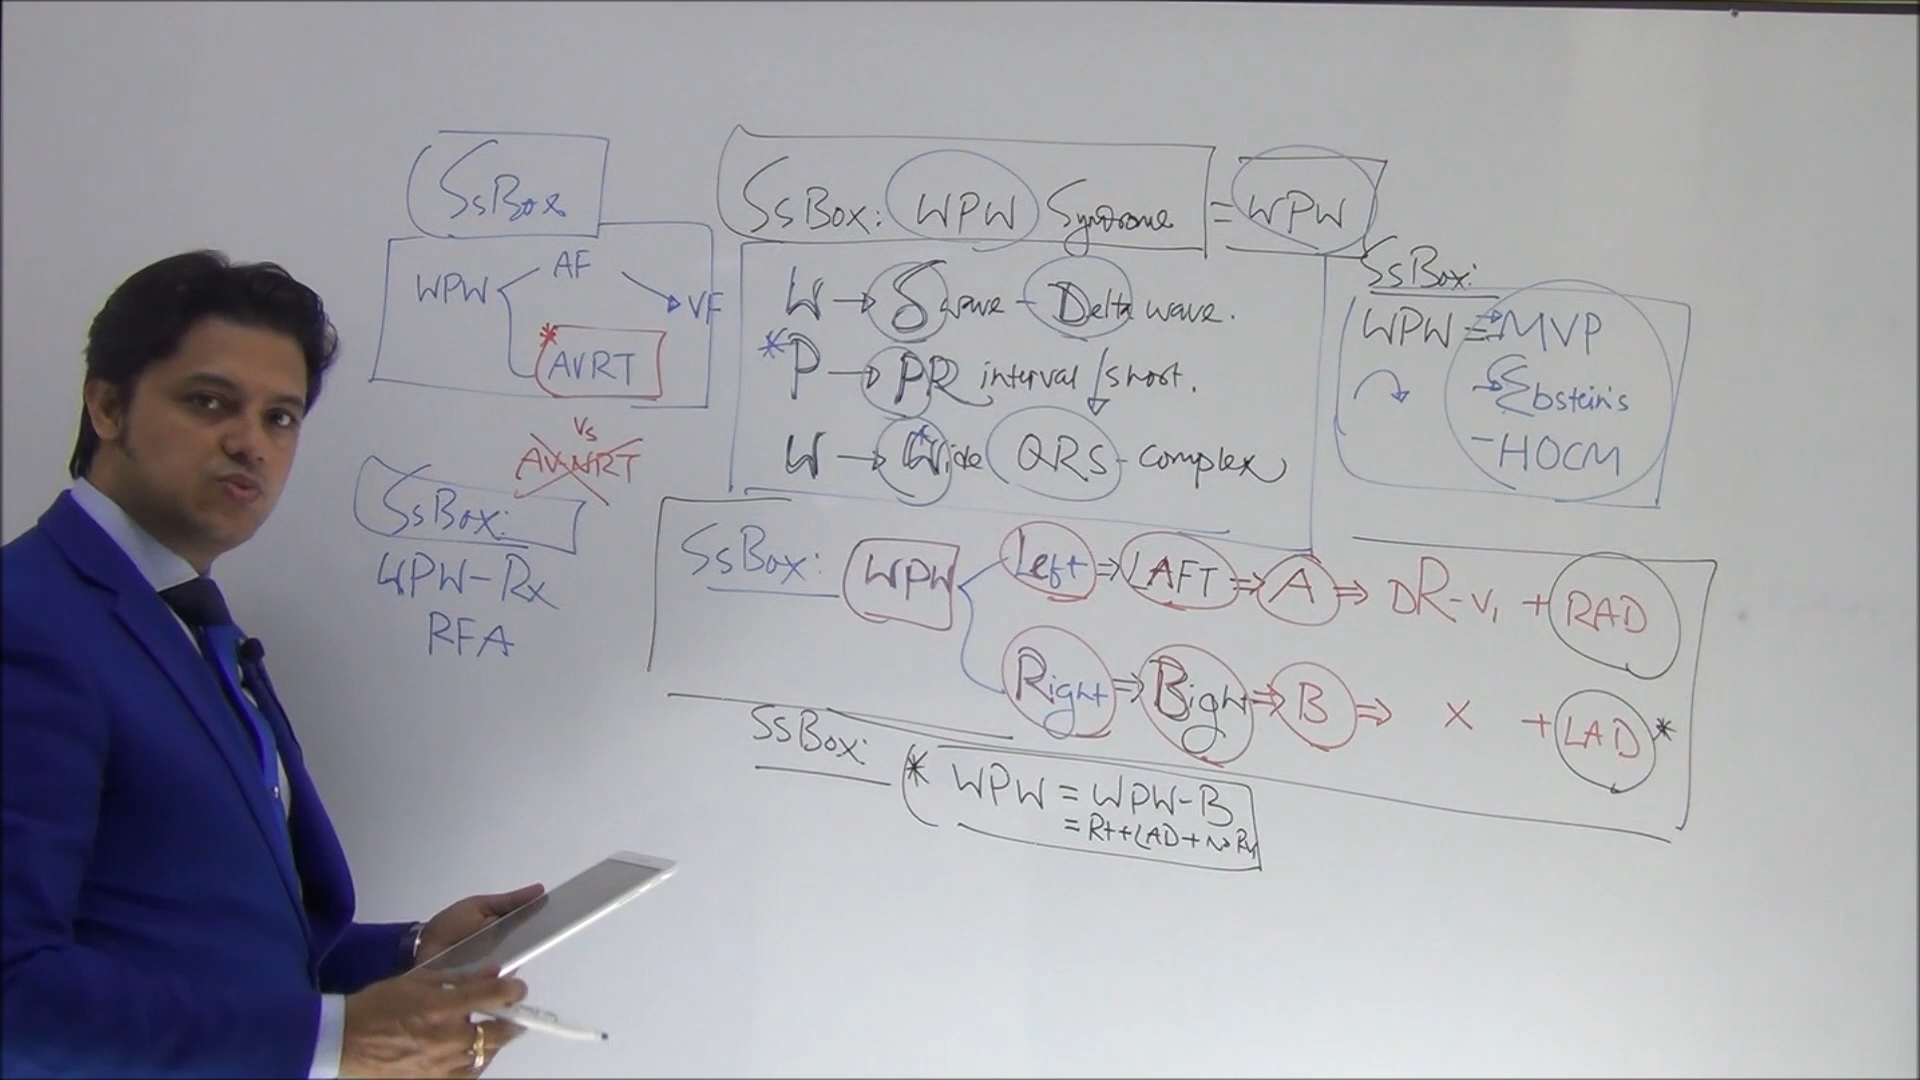 SsBox
WPW AF → VF
* AVRT
Vs
AVNRT
SsBox:
WPW-Rx
RFA
SsBox: WPW Syndrome = WPW
W → δ wave - Delta wave.
*P → PR interval / short.
W → Wide QRS - complex
SsBox:
WPW = → MVP
→ Ebstein's
- HOCM
SsBox: WPW
Left ⇒ LAFT ⇒ A ⇒ DR-V1 + RAD
Right ⇒ Bight ⇒ B ⇒ X + LAD *
SsBox:
* WPW = WPW-B
= Rt+LAD+No